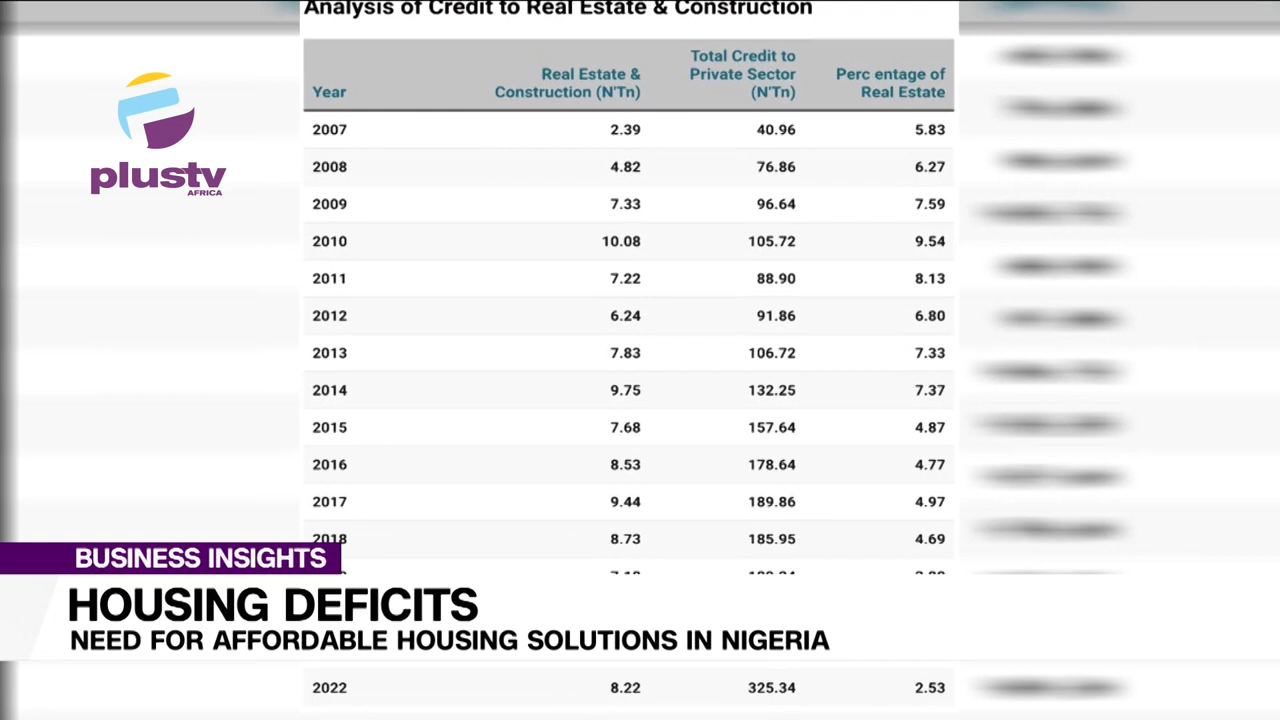 Analysis of Credit to Real Estate & Construction
Total Credit to
Real Estate & Private Sector Perc entage of
Year Construction (N'Tn) (N'Tn) Real Estate
2007 2.39 40.96 5.83
2008 4.82 76.86 6.27
2009 7.33 96.64 7.59
2010 10.08 105.72 9.54
2011 7.22 88.90 8.13
2012 6.24 91.86 6.80
2013 7.83 106.72 7.33
2014 9.75 132.25 7.37
2015 7.68 157.64 4.87
2016 8.53 178.64 4.77
2017 9.44 189.86 4.97
2018 8.73 185.95 4.69
2022 8.22 325.34 2.53
plustv
AFRICA
BUSINESS INSIGHTS
HOUSING DEFICITS
NEED FOR AFFORDABLE HOUSING SOLUTIONS IN NIGERIA